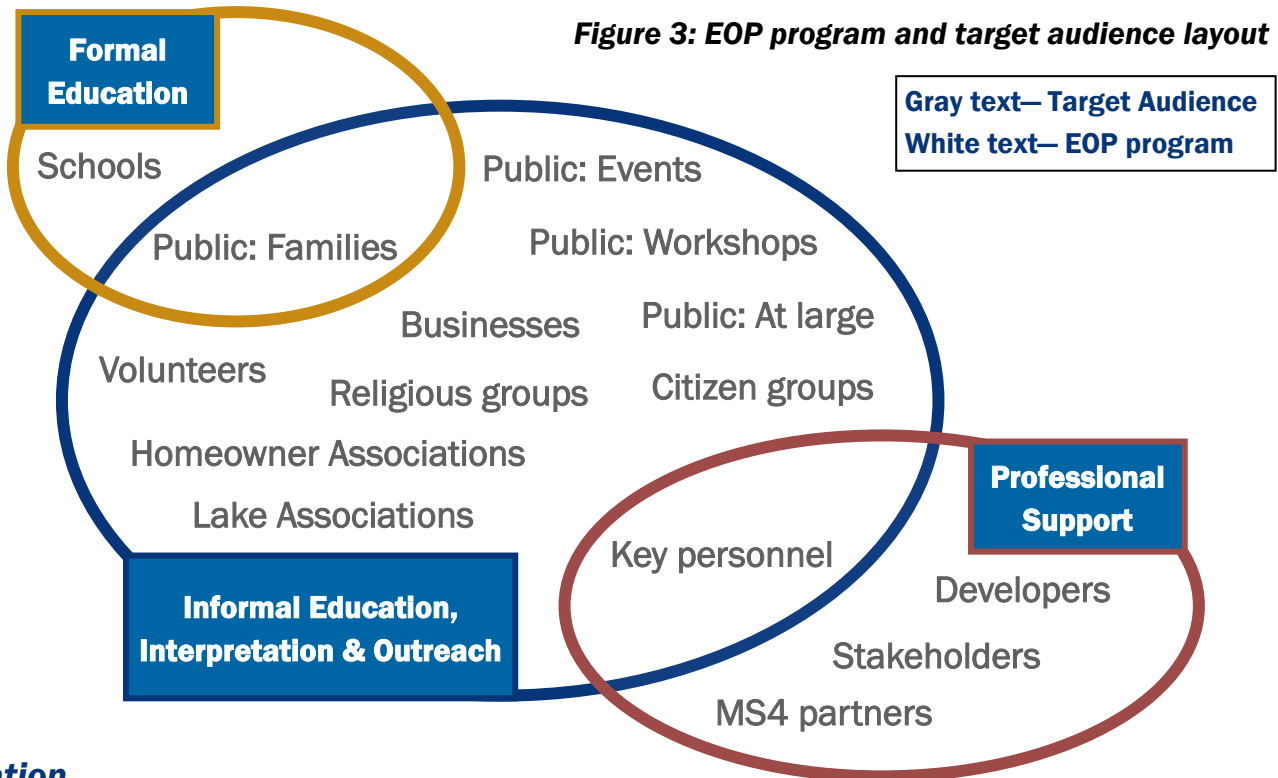 Figure 3: EOP program and target audience layout
Formal
Education
Gray text— Target Audience
White text— EOP program
Schools
Public: Events
Public: Families
Public: Workshops
Businesses
Public: At large
Volunteers
Religious groups
Citizen groups
Homeowner Associations
Lake Associations
Professional
Support
Key personnel
Developers
Informal Education,
Interpretation & Outreach
Stakeholders
MS4 partners